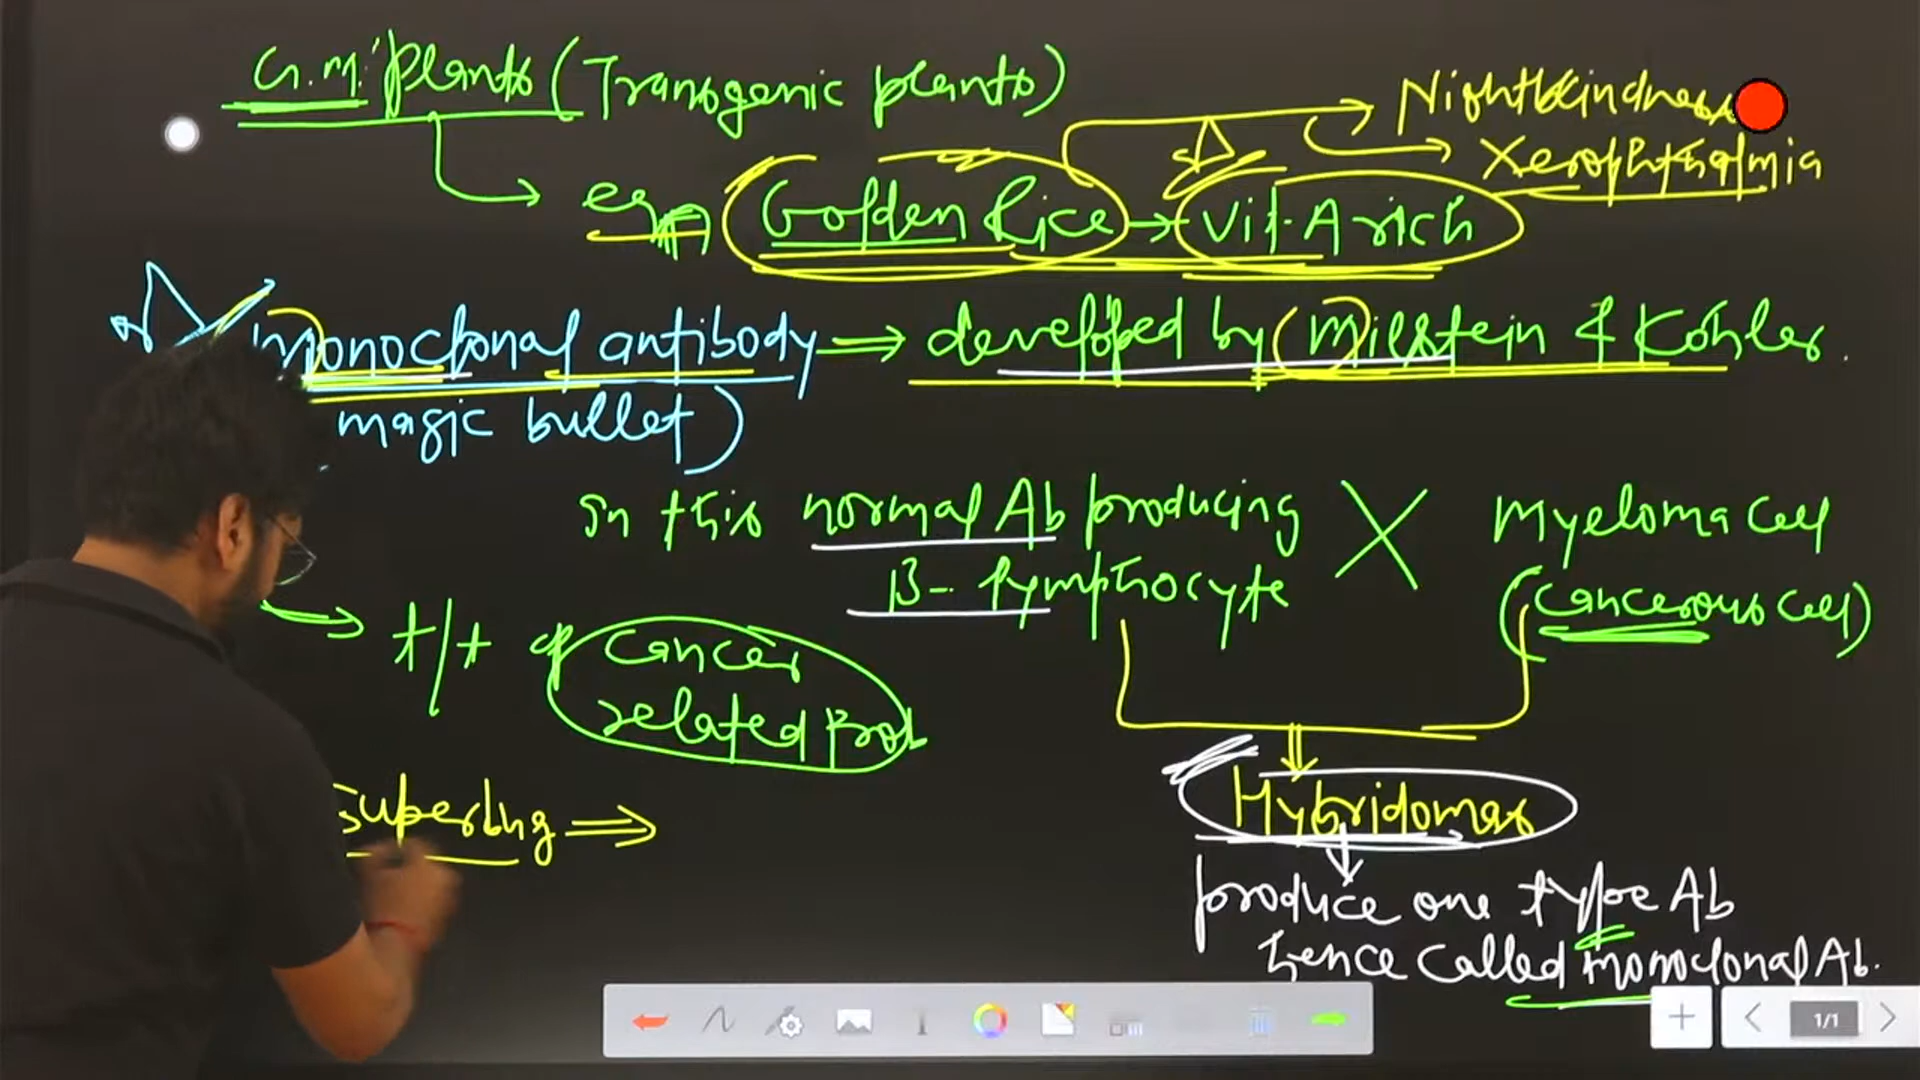 G.M. Plants (Transgenic plants)
Nightblindness
Xerophthalmia
eg Golden Rice → Vit-A rich
monoclonal antibody ⇒ developed by (Milstein & Kohler.
magic bullet)
In this normal Ab producing X Myeloma Cell
B- lymphocyte (cancerous cell)
→ t/t of cancer
related prob
Superbug ⇒
Hybridomas
produce one type Ab
hence called monoclonal Ab.
1/1